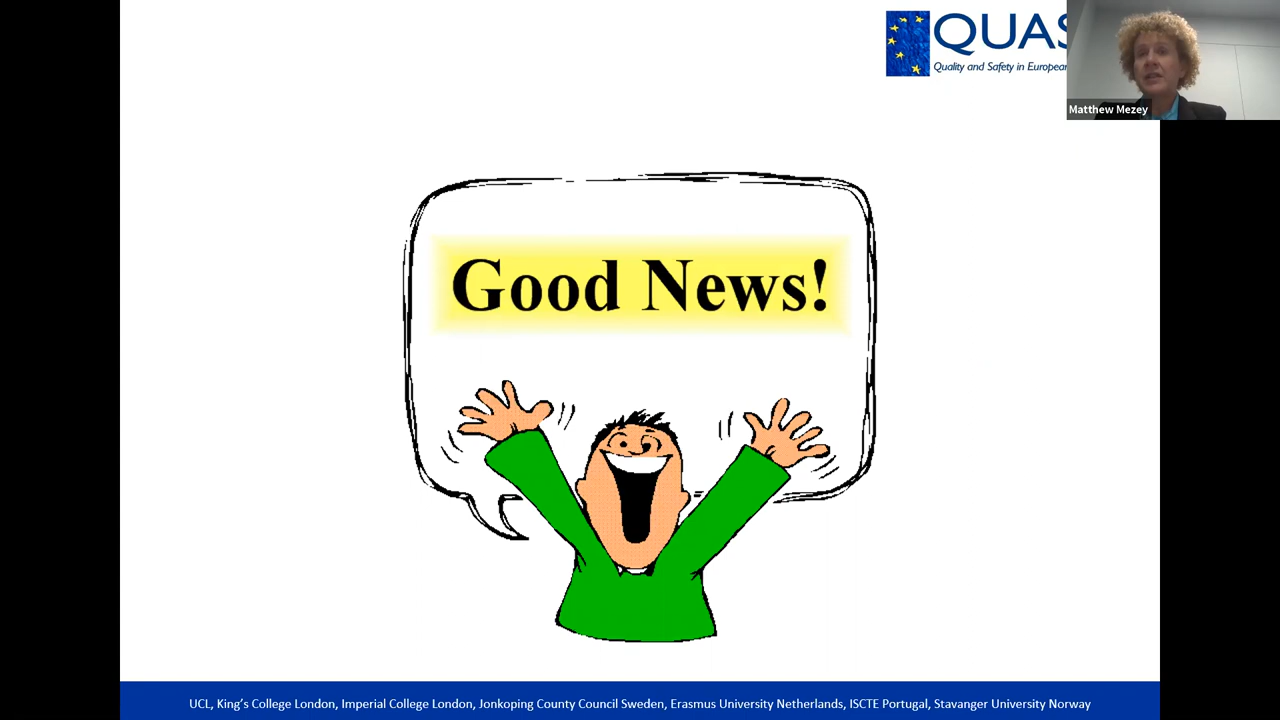 QUAS
Quality and Safety in European
Matthew Mezey
Good News!
UCL, King's College London, Imperial College London, Jonkoping County Council Sweden, Erasmus University Netherlands, ISCTE Portugal, Stavanger University Norway